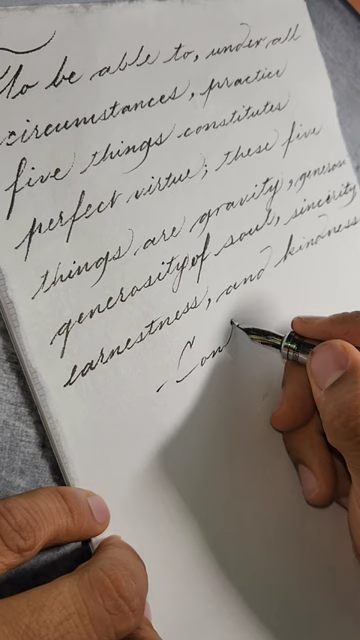 To be able to, under all
circumstances, practice
five things constitutes
perfect virtue; these five
things are gravity, generose
generosity of soul, sincerity
earnestness, and kindness
- Con